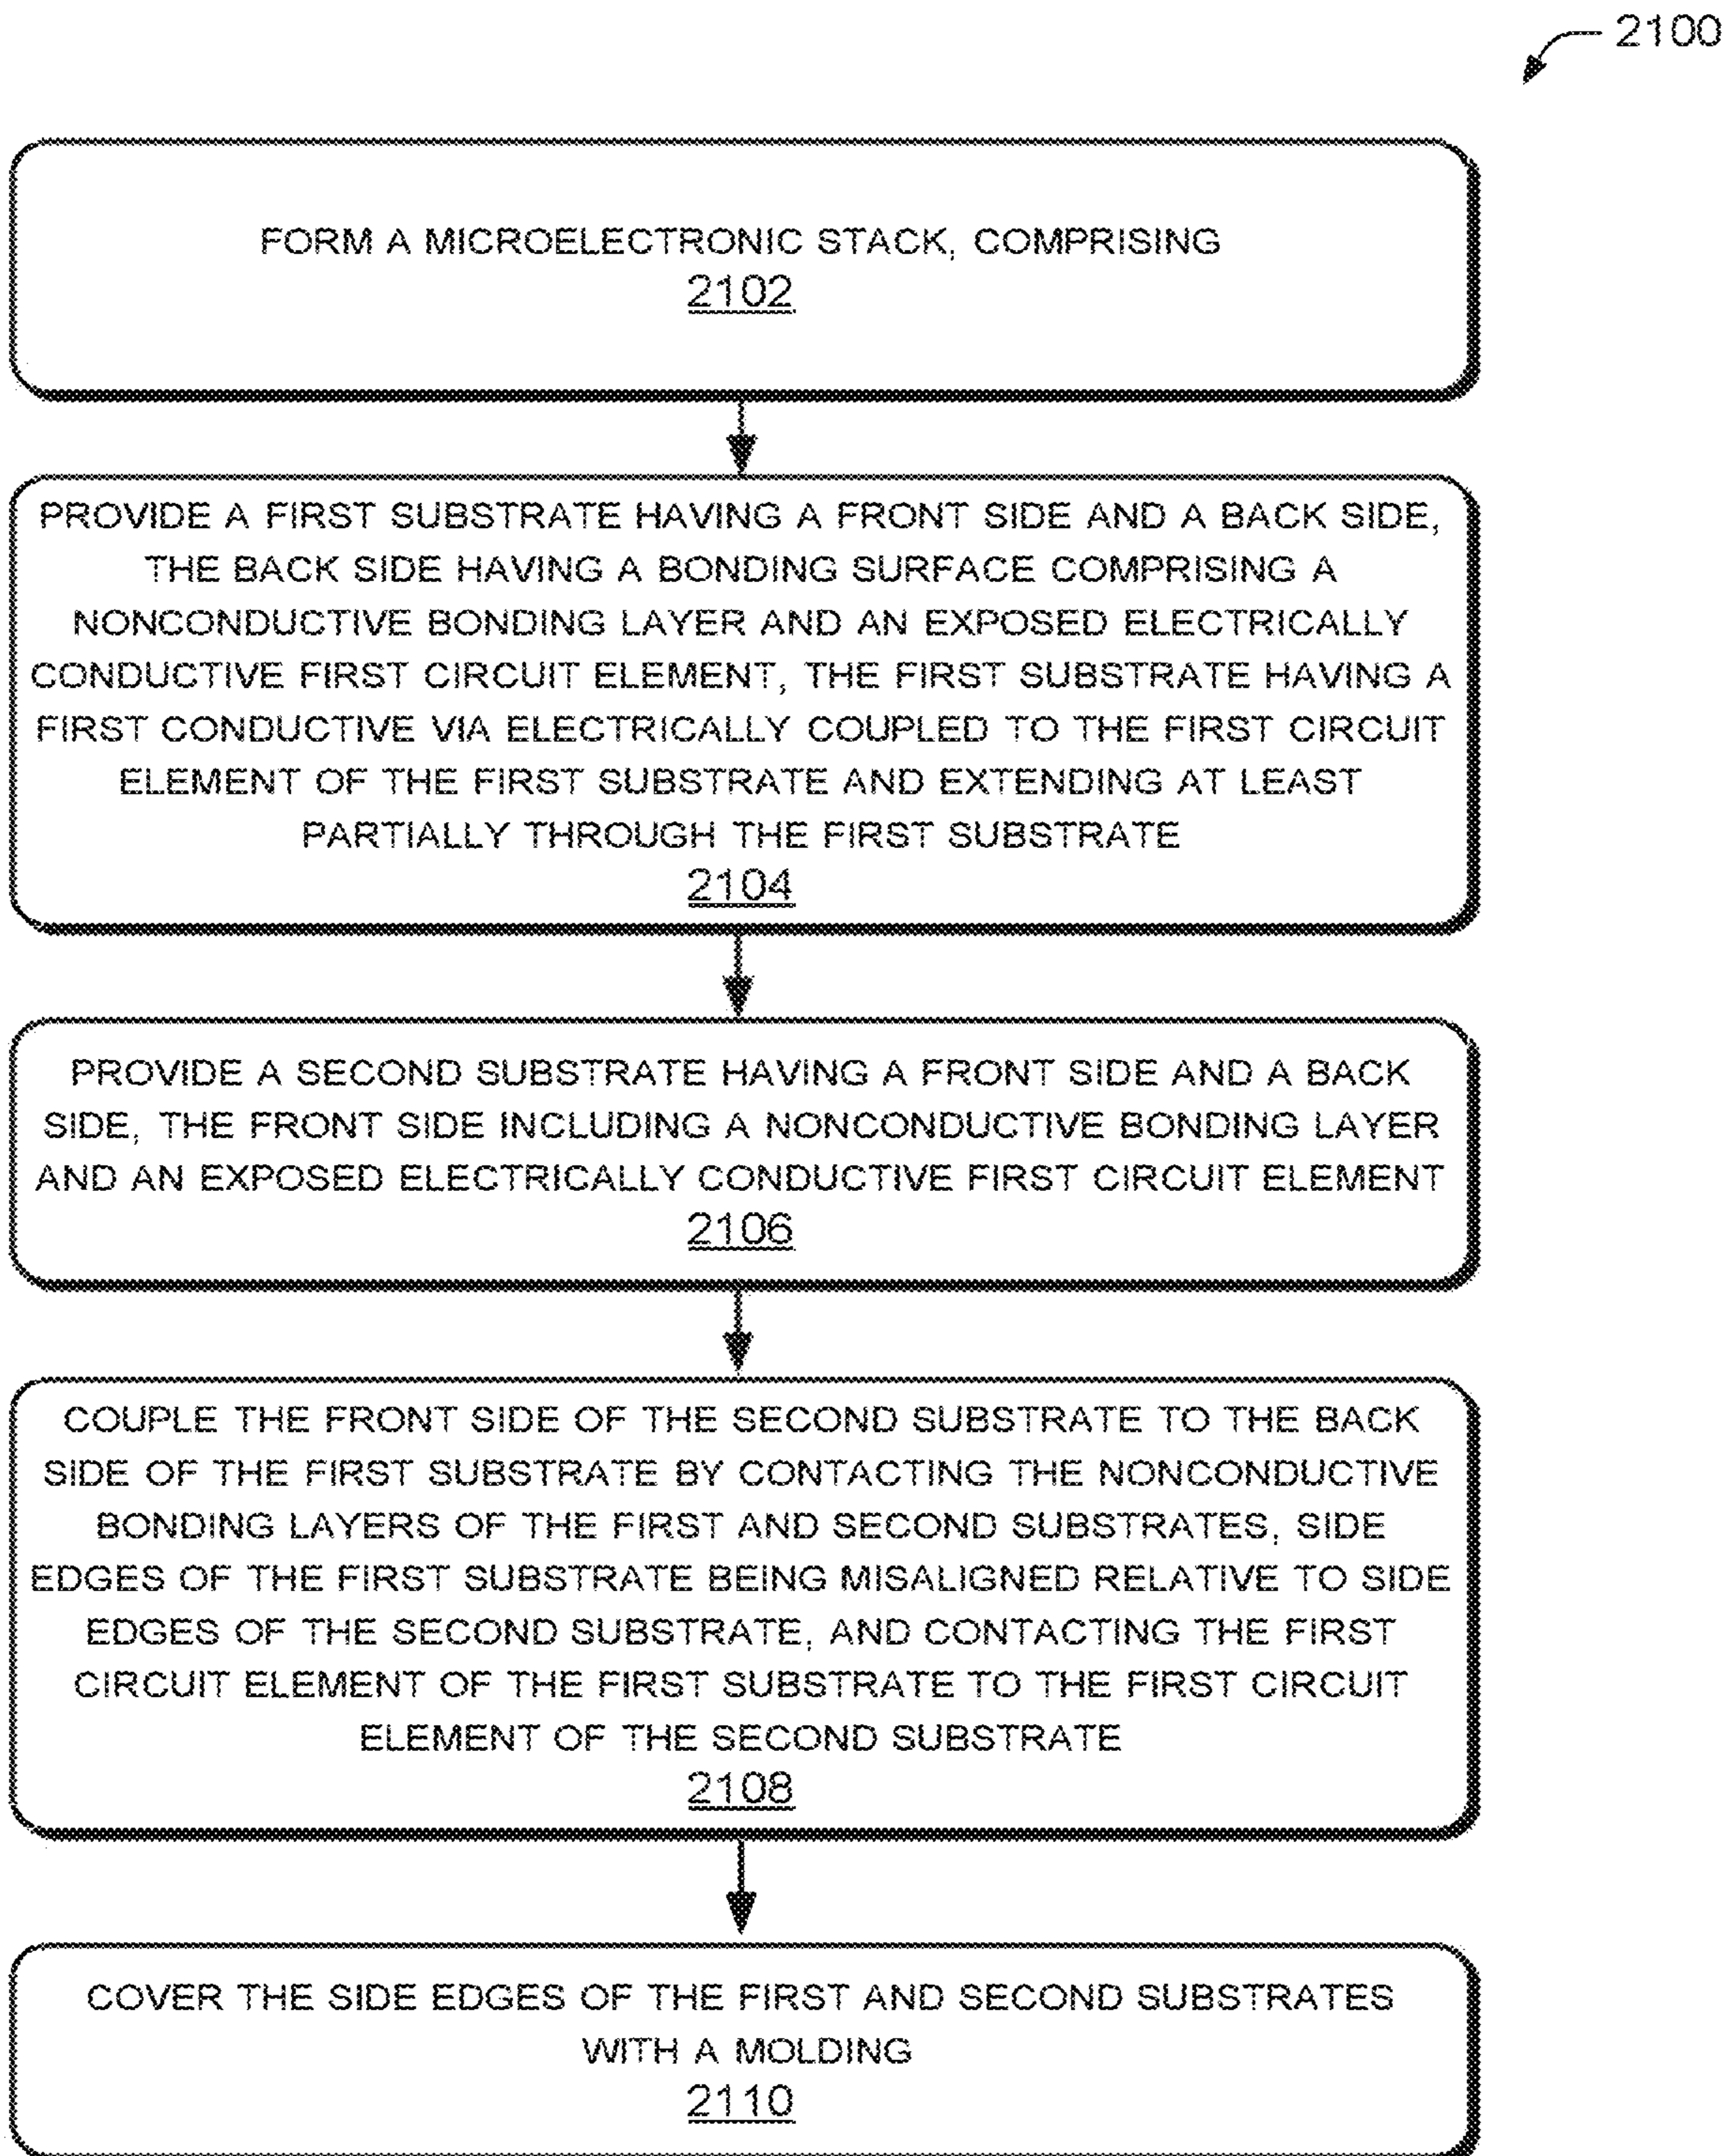 2100
FORM A MICROELECTRONIC STACK, COMPRISING
2102
PROVIDE A FIRST SUBSTRATE HAVING A FRONT SIDE AND A BACK SIDE,
THE BACK SIDE HAVING A BONDING SURFACE COMPRISING A
NONCONDUCTIVE BONDING LAYER AND AN EXPOSED ELECTRICALLY
CONDUCTIVE FIRST CIRCUIT ELEMENT, THE FIRST SUBSTRATE HAVING A
FIRST CONDUCTIVE VIA ELECTRICALLY COUPLED TO THE FIRST CIRCUIT
ELEMENT OF THE FIRST SUBSTRATE AND EXTENDING AT LEAST
PARTIALLY THROUGH THE FIRST SUBSTRATE
2104
PROVIDE A SECOND SUBSTRATE HAVING A FRONT SIDE AND A BACK
SIDE, THE FRONT SIDE INCLUDING A NONCONDUCTIVE BONDING LAYER
AND AN EXPOSED ELECTRICALLY CONDUCTIVE FIRST CIRCUIT ELEMENT
2106
COUPLE THE FRONT SIDE OF THE SECOND SUBSTRATE TO THE BACK
SIDE OF THE FIRST SUBSTRATE BY CONTACTING THE NONCONDUCTIVE
BONDING LAYERS OF THE FIRST AND SECOND SUBSTRATES, SIDE
EDGES OF THE FIRST SUBSTRATE BEING MISALIGNED RELATIVE TO SIDE
EDGES OF THE SECOND SUBSTRATE, AND CONTACTING THE FIRST
CIRCUIT ELEMENT OF THE FIRST SUBSTRATE TO THE FIRST CIRCUIT
ELEMENT OF THE SECOND SUBSTRATE
2108
COVER THE SIDE EDGES OF THE FIRST AND SECOND SUBSTRATES
WITH A MOLDING
2110